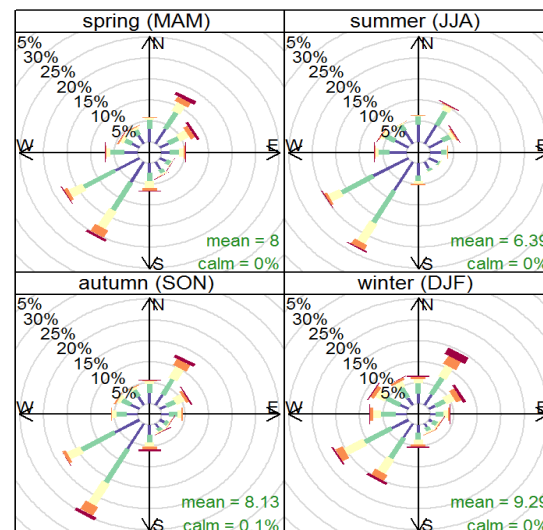 spring (MAM)
5%
30%
25%
20%
15%
10%
5%
N
W
E
S
mean = 8
calm = 0%
summer (JJA)
5%
30%
25%
20%
15%
10%
5%
N
W
E
S
mean = 6.39
calm = 0%
autumn (SON)
5%
30%
25%
20%
15%
10%
5%
N
W
E
S
mean = 8.13
calm = 0.1%
winter (DJF)
5%
30%
25%
20%
15%
10%
5%
N
W
E
S
mean = 9.29
calm = 0%